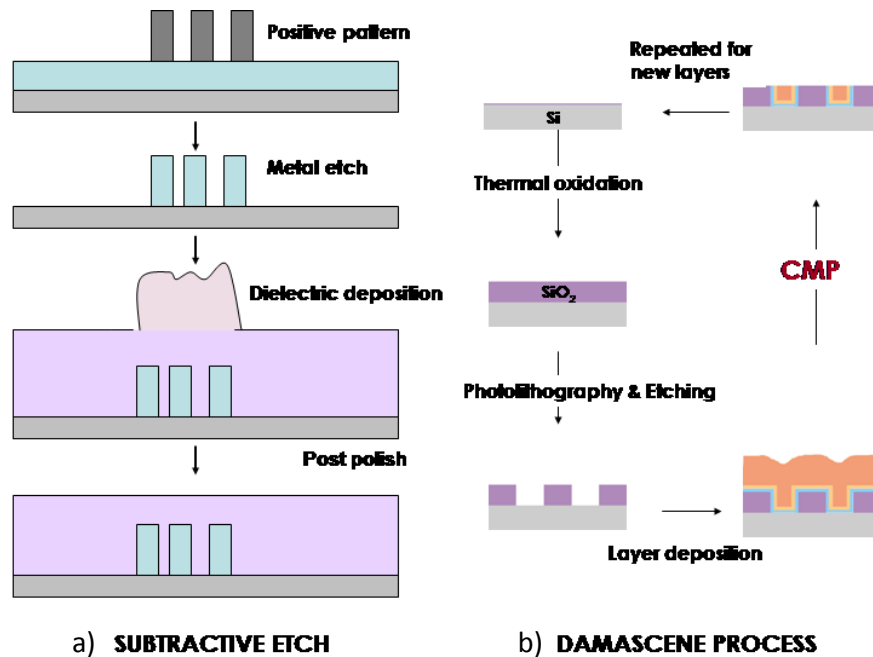 Positive pattern
Metal etch
Dielectric deposition
Post polish
a) SUBTRACTIVE ETCH
Repeated for
new layers
Si
Thermal oxidation
SiO₂
Photolithography & Etching
Layer deposition
CMP
b) DAMASCENE PROCESS